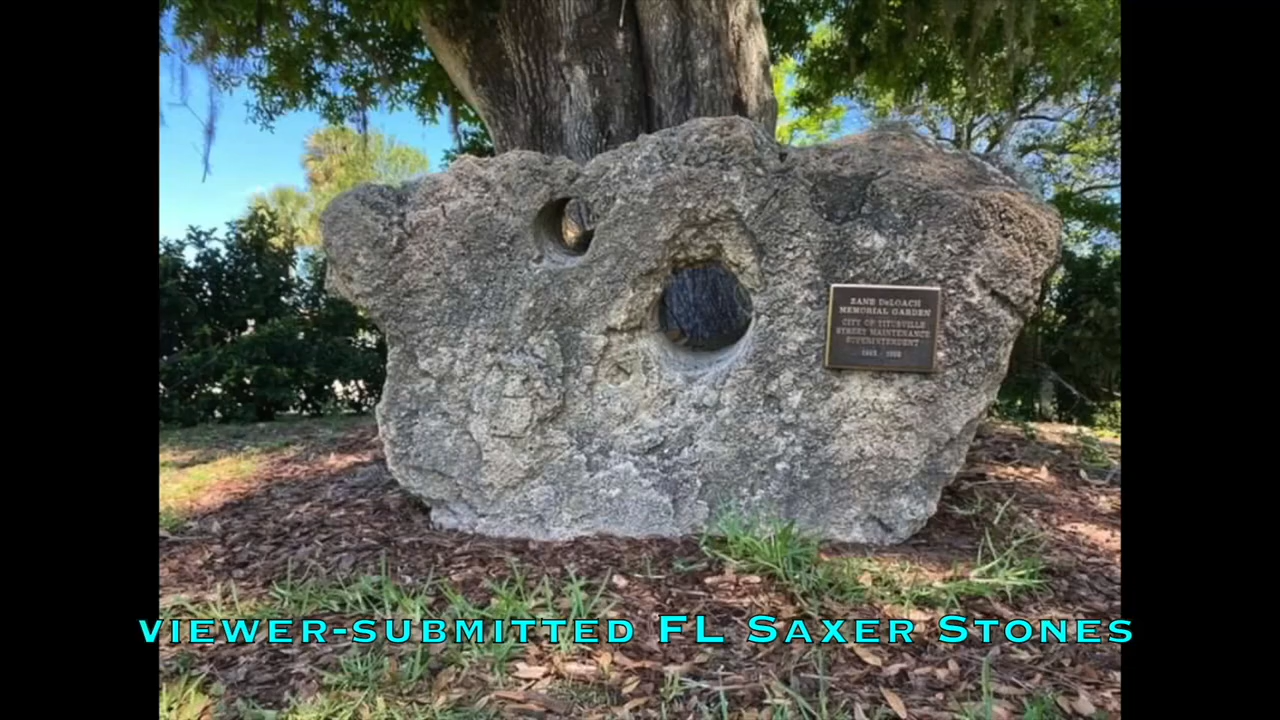 ZANE DeLOACH
MEMORIAL GARDEN
CITY OF TITUSVILLE
STREET MAINTENANCE
SUPERINTENDENT
VIEWER-SUBMITTED FL SAXER STONES